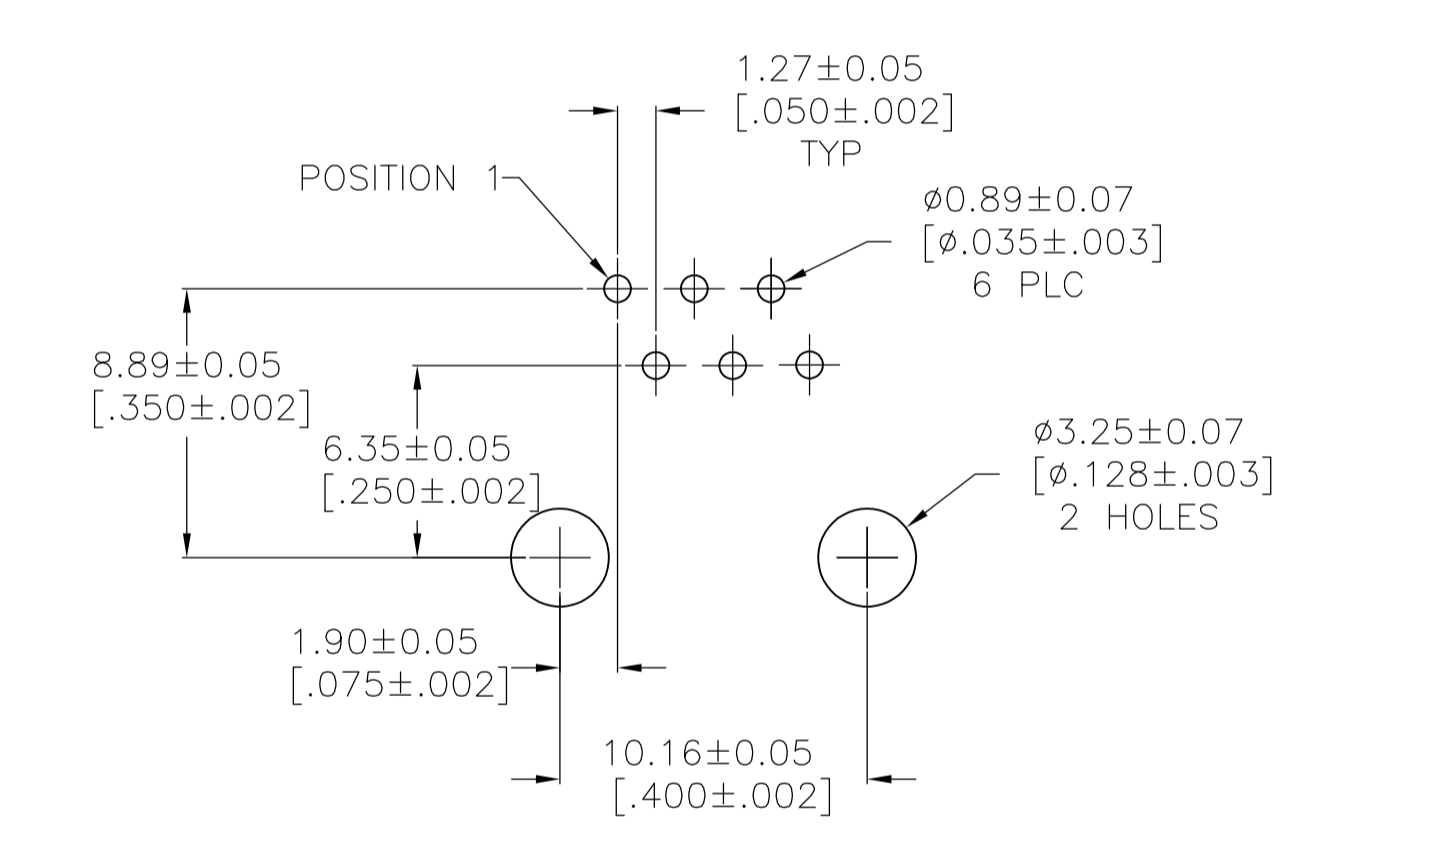 1.27±0.05
[.050±.002]
TYP
POSITION 1
ø0.89±0.07
[ø.035±.003]
6 PLC
8.89±0.05
[.350±.002]
6.35±0.05
[.250±.002]
ø3.25±0.07
[ø.128±.003]
2 HOLES
1.90±0.05
[.075±.002]
10.16±0.05
[.400±.002]